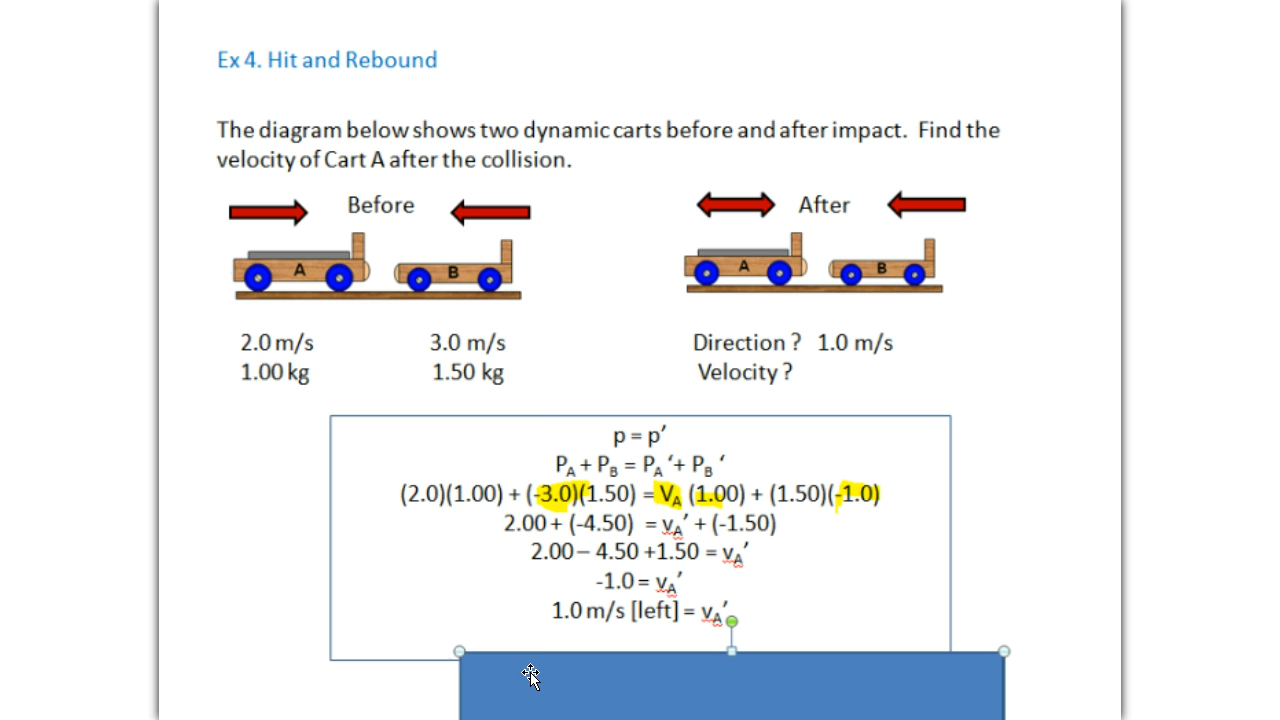 Ex 4. Hit and Rebound
The diagram below shows two dynamic carts before and after impact. Find the
velocity of Cart A after the collision.
Before
After
A
B
A
B
2.0 m/s
3.0 m/s
Direction ? 1.0 m/s
1.00 kg
1.50 kg
Velocity ?
p = p′
P_A + P_B = P_A ′+ P_B ′
(2.0)(1.00) + (-3.0)(1.50) = V_A (1.00) + (1.50)(-1.0)
2.00 + (-4.50) = v_A′ + (-1.50)
2.00 – 4.50 +1.50 = v_A′
-1.0 = v_A′
1.0 m/s [left] = v_A′